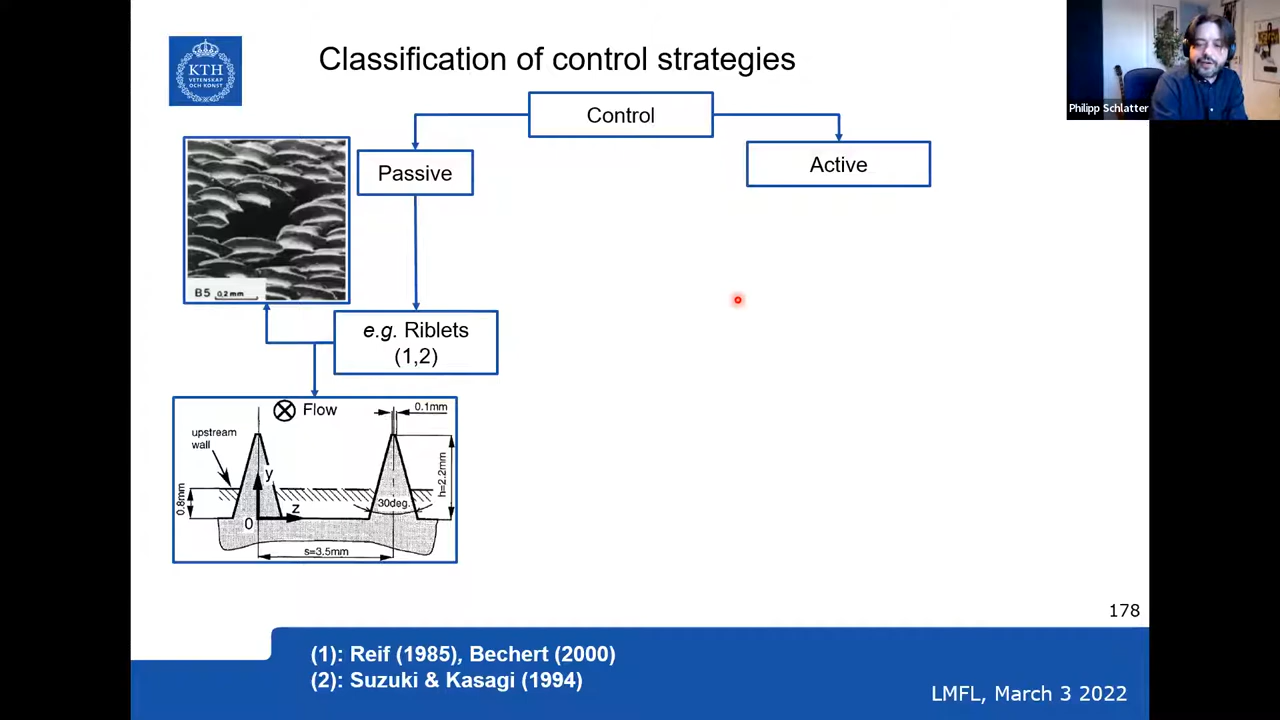 Classification of control strategies
KTH
VETENSKAP
OCH KONST
Philipp Schlatter
Control
Passive
Active
B5 0.2 mm
e.g. Riblets
(1,2)
Flow
0.1mm
upstream
wall
y
h=2.2mm
0.8mm
30deg.
z
0
s=3.5mm
178
(1): Reif (1985), Bechert (2000)
(2): Suzuki & Kasagi (1994)
LMFL, March 3 2022